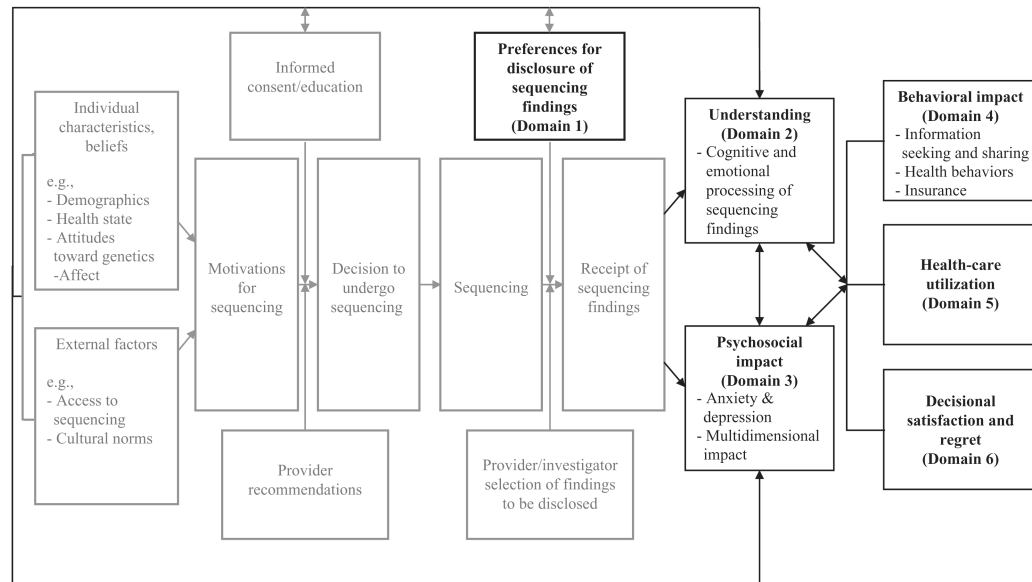 Individual
characteristics,
beliefs
e.g.,
- Demographics
- Health state
- Attitudes
toward genetics
-Affect
External factors
e.g.,
- Access to
sequencing
- Cultural norms
Motivations
for
sequencing
Informed
consent/education
Provider
recommendations
Decision to
undergo
sequencing
Sequencing
Preferences for
disclosure of
sequencing
findings
(Domain 1)
Provider/investigator
selection of findings
to be disclosed
Receipt of
sequencing
findings
Understanding
(Domain 2)
- Cognitive and
emotional
processing of
sequencing
findings
Psychosocial
impact
(Domain 3)
- Anxiety &
depression
- Multidimensional
impact
Behavioral impact
(Domain 4)
- Information
seeking and sharing
- Health behaviors
- Insurance
Health-care
utilization
(Domain 5)
Decisional
satisfaction and
regret
(Domain 6)